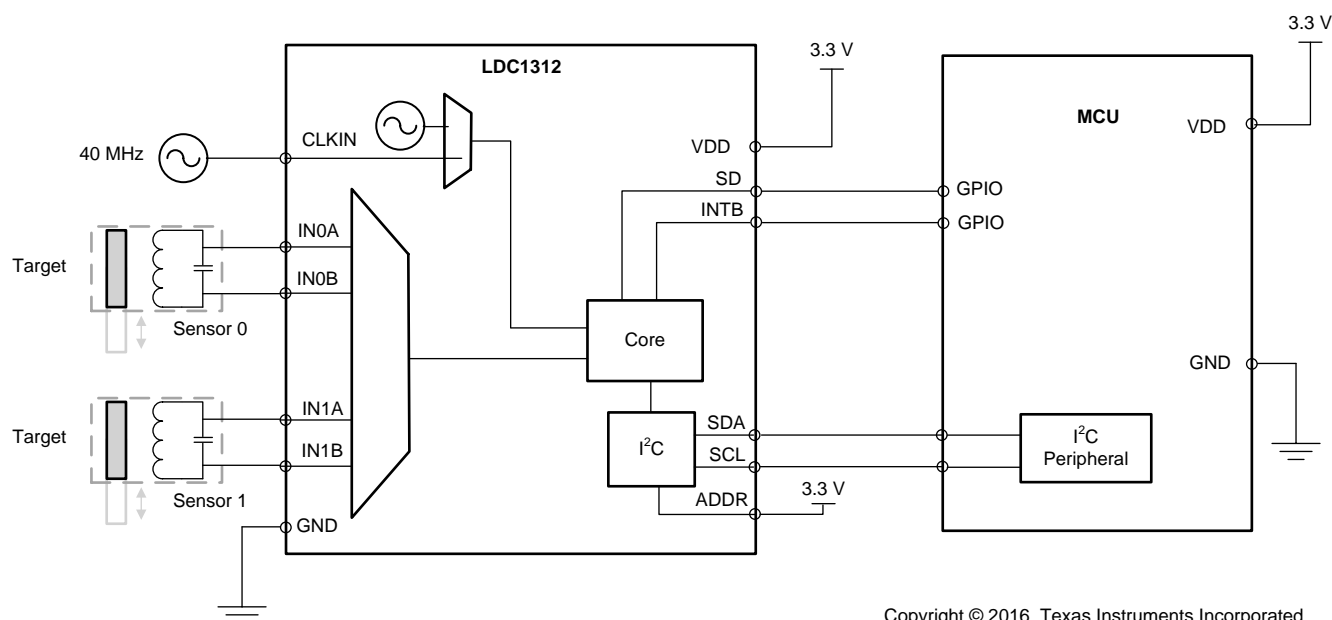 3.3 V
3.3 V
LDC1312
MCU
40 MHz
CLKIN
VDD
VDD
SD
GPIO
INTB
GPIO
IN0A
Target
IN0B
Sensor 0
Core
GND
IN1A
Target
IN1B
Sensor 1
I²C
SDA
SCL
I²C
Peripheral
ADDR
3.3 V
GND
Copyright © 2016, Texas Instruments Incorporated